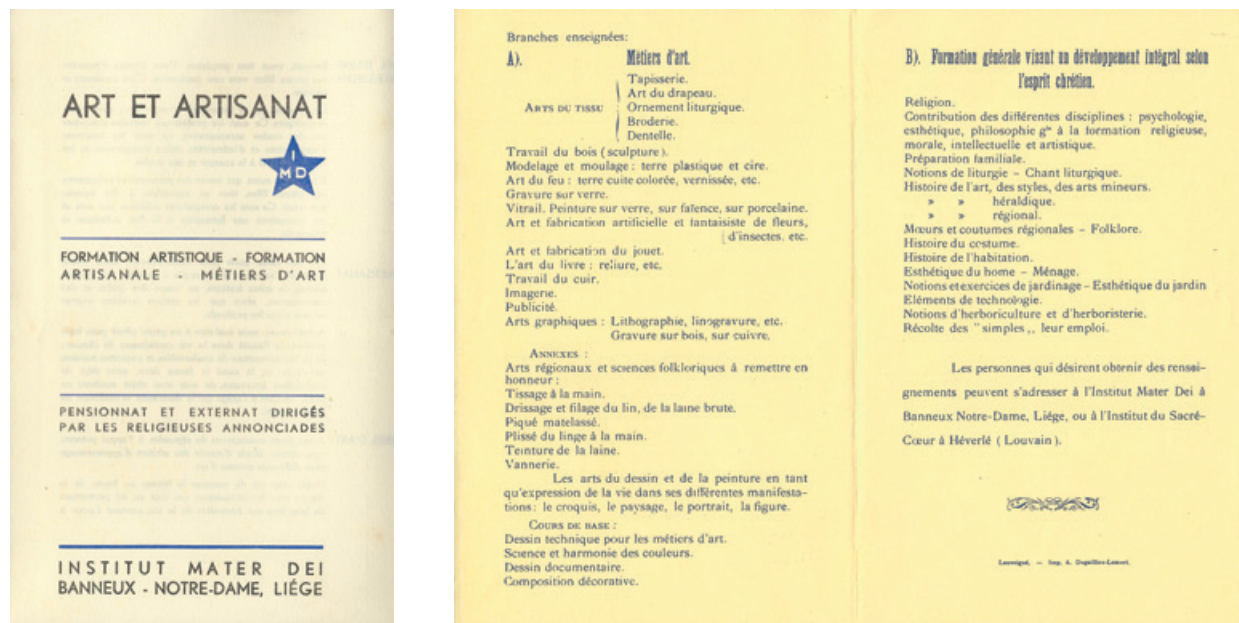 ART ET ARTISANAT
I
MD
FORMATION ARTISTIQUE - FORMATION
ARTISANALE - MÉTIERS D'ART
PENSIONNAT ET EXTERNAT DIRIGÉS
PAR LES RELIGIEUSES ANNONCIADES
INSTITUT MATER DEI
BANNEUX - NOTRE-DAME, LIÉGE
Branches enseignées:
A). Métiers d'art.
Tapisserie.
Art du drapeau.
ARTS DU TISSU Ornement liturgique.
Broderie.
Dentelle.
Travail du bois (sculpture).
Modelage et moulage : terre plastique et cire.
Art du feu : terre cuite colorée, vernissée, etc.
Gravure sur verre.
Vitrail. Peinture sur verre, sur faïence, sur porcelaine.
Art et fabrication artificielle et fantaisiste de fleurs,
[d'insectes. etc.
Art et fabrication du jouet.
L'art du livre : reliure, etc.
Travail du cuir.
Imagerie.
Publicité.
Arts graphiques : Lithographie, linogravure, etc.
Gravure sur bois, sur cuivre.
ANNEXES :
Arts régionaux et sciences folkloriques à remettre en
honneur :
Tissage à la main.
Drissage et filage du lin, de la laine brute.
Piqué matelassé.
Plissé du linge à la main.
Teinture de la laine.
Vannerie.
Les arts du dessin et de la peinture en tant
qu'expression de la vie dans ses différentes manifesta-
tions : le croquis, le paysage, le portrait, la figure.
COURS DE BASE :
Dessin technique pour les métiers d'art.
Science et harmonie des couleurs.
Dessin documentaire.
Composition décorative.
B). Formation générale visant un développement intégral selon
l'esprit chrétien.
Religion.
Contribution des différentes disciplines : psychologie,
esthétique, philosophie gle à la formation religieuse,
morale, intellectuelle et artistique.
Préparation familiale.
Notions de liturgie - Chant liturgique.
Histoire de l'art, des styles, des arts mineurs.
» » héraldique.
» » régional.
Mœurs et coutumes régionales - Folklore.
Histoire du costume.
Histoire de l'habitation.
Esthétique du home - Ménage.
Notions et exercices de jardinage - Esthétique du jardin
Eléments de technologie.
Notions d'herboriculture et d'herboristerie.
Récolte des "simples,, leur emploi.
Les personnes qui désirent obtenir des rensei-
gnements peuvent s'adresser à l'Institut Mater Dei à
Banneux Notre-Dame, Liége, ou à l'Institut du Sacré-
Cœur à Héverlé (Louvain).
Louveigné. — Imp. A.